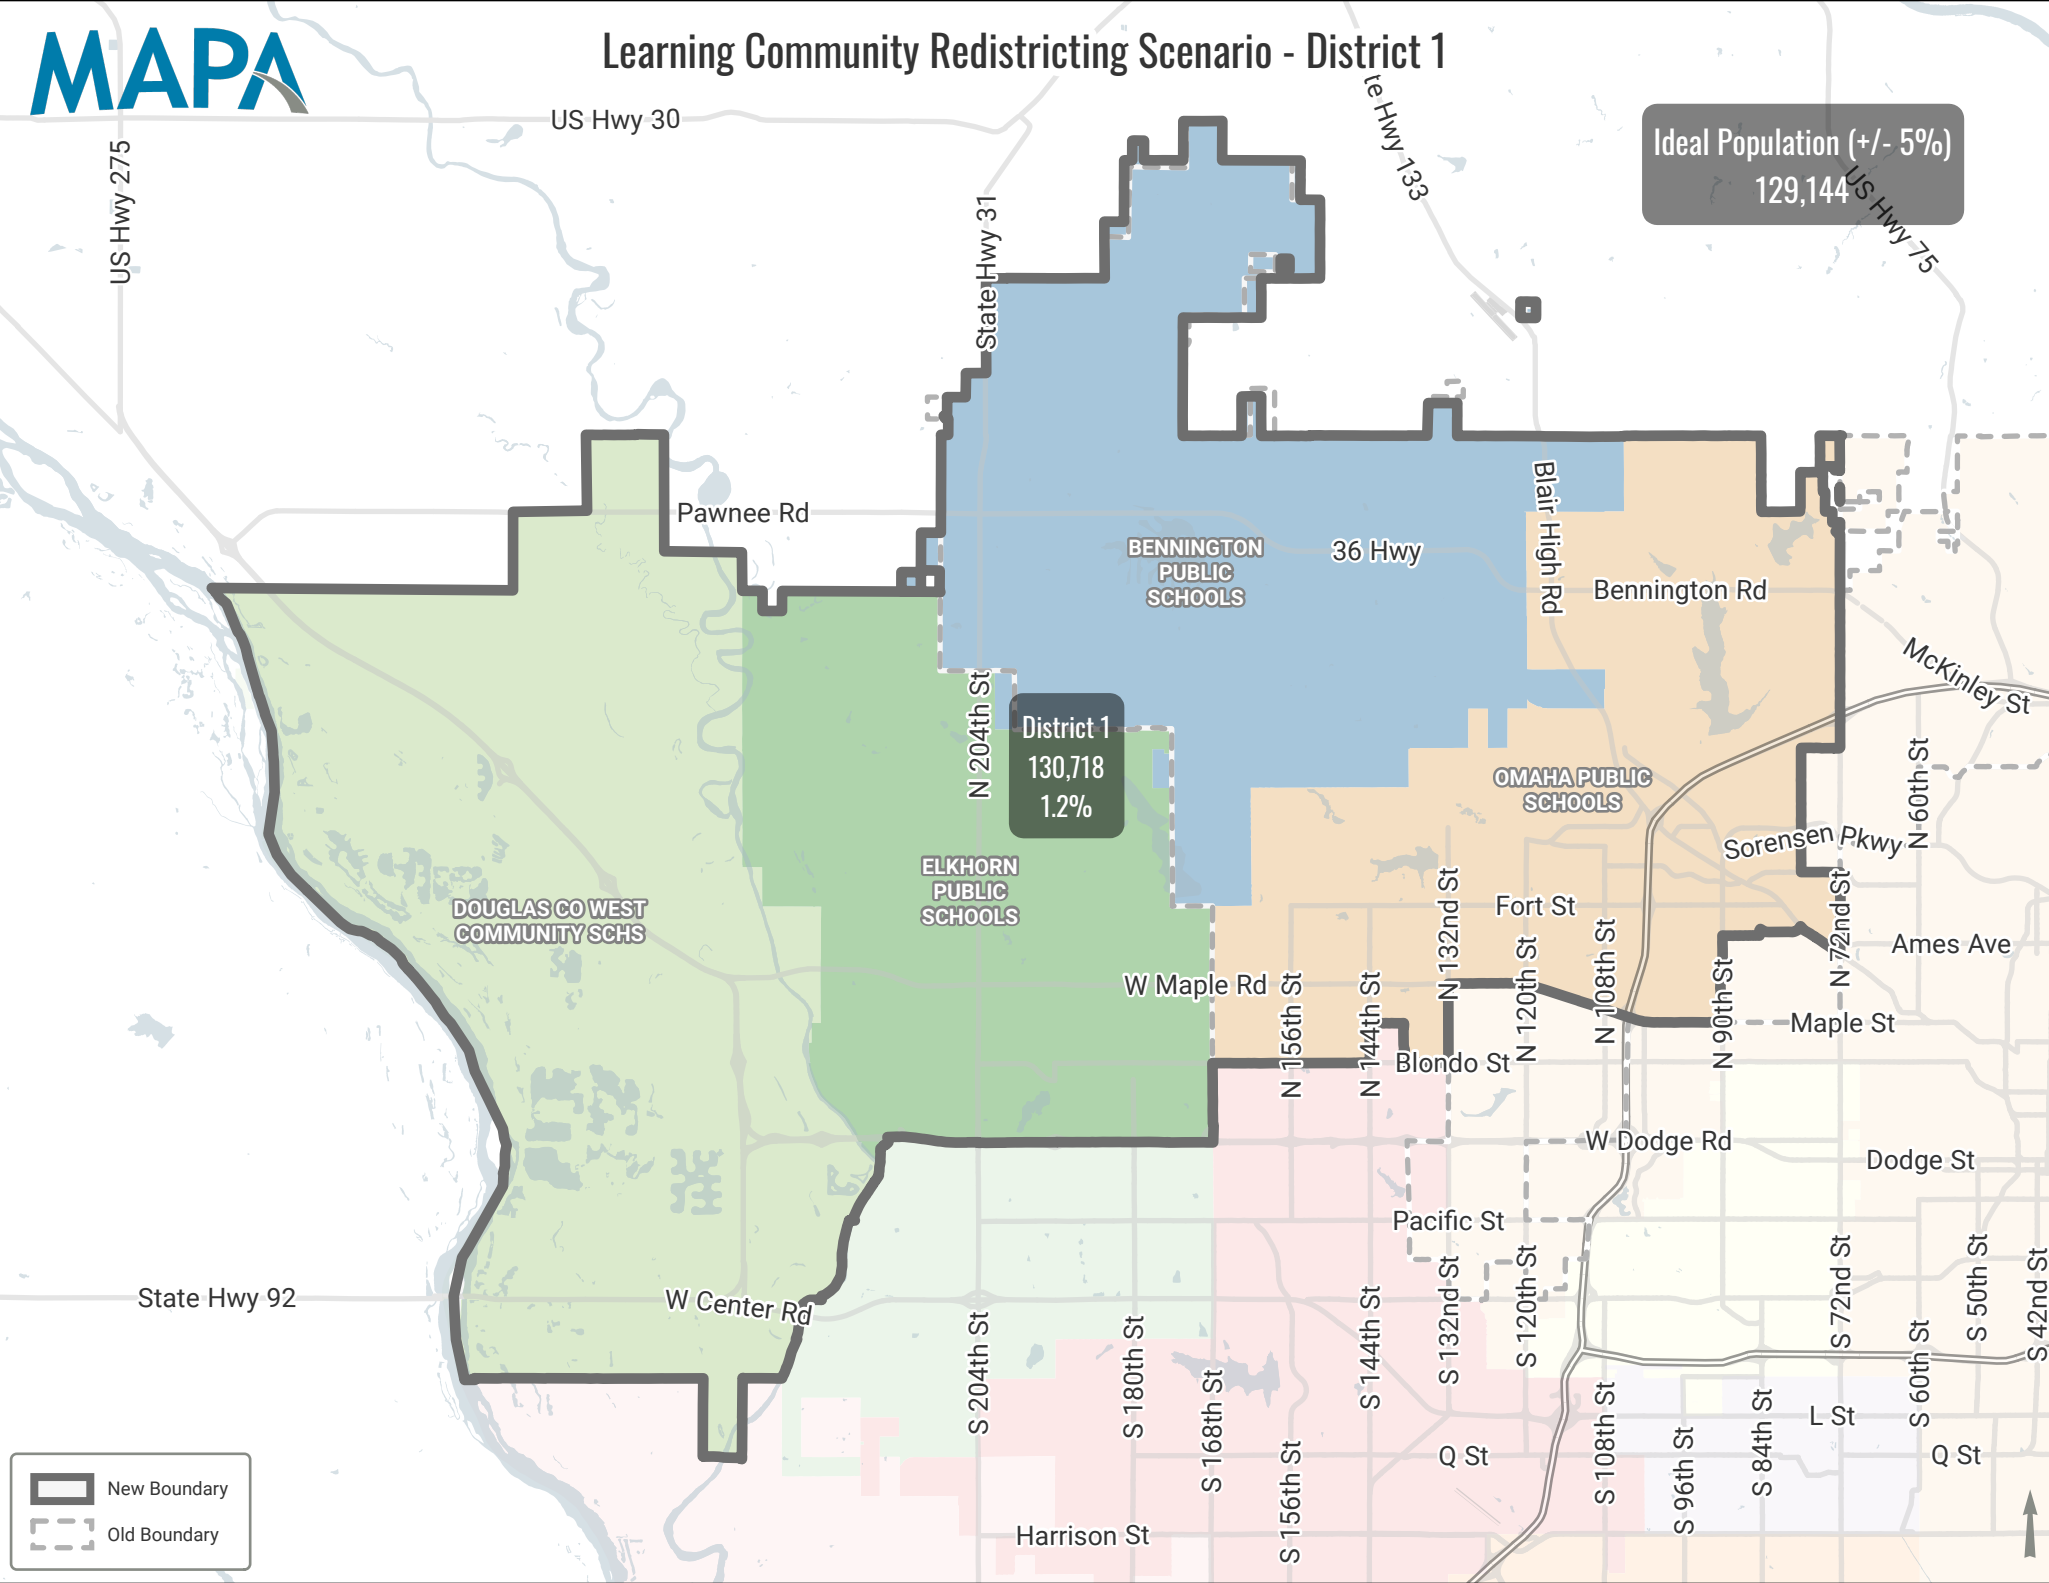 MAPA
Learning Community Redistricting Scenario - District 1
US Hwy 30
US Hwy 275
State Hwy 31
te Hwy 133
Ideal Population (+/- 5%)
129,144
US Hwy 75
Pawnee Rd
BENNINGTON
PUBLIC
SCHOOLS
36 Hwy
Blair High Rd
Bennington Rd
McKinley St
N 204th St
District 1
130,718
1.2%
OMAHA PUBLIC
SCHOOLS
N 60th St
Sorensen Pkwy
ELKHORN
PUBLIC
SCHOOLS
DOUGLAS CO WEST
COMMUNITY SCHS
Fort St
N 132nd St
N 120th St
N 108th St
N 72nd St
Ames Ave
W Maple Rd
N 156th St
N 144th St
N 90th St
Maple St
Blondo St
W Dodge Rd
Dodge St
Pacific St
State Hwy 92
W Center Rd
S 204th St
S 180th St
S 168th St
S 156th St
S 144th St
S 132nd St
S 120th St
S 108th St
S 96th St
S 84th St
S 72nd St
S 60th St
S 50th St
S 42nd St
L St
Q St
Q St
Harrison St
New Boundary
Old Boundary